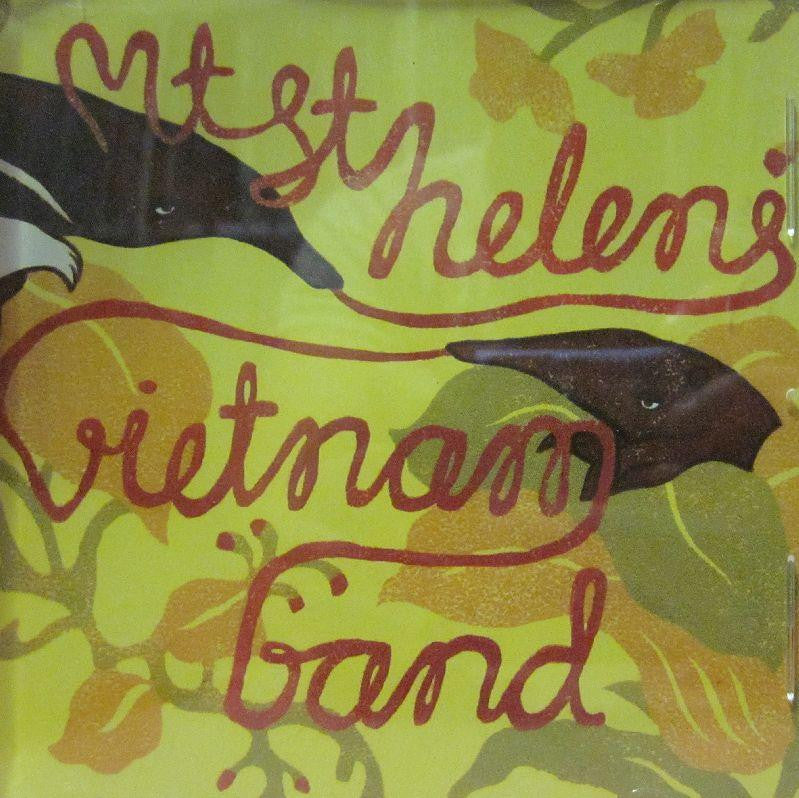 Mt St
helens
vietnam
band